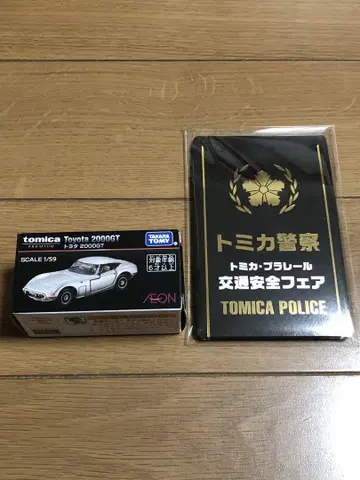 tomica
PREMIUM
Toyota 2000GT
トヨタ 2000GT
TAKARA
TOMY
SCALE 1/59
対象年齢
6才以上
ÆON
トミカ警察
トミカ・プラレール
交通安全フェア
TOMICA POLICE